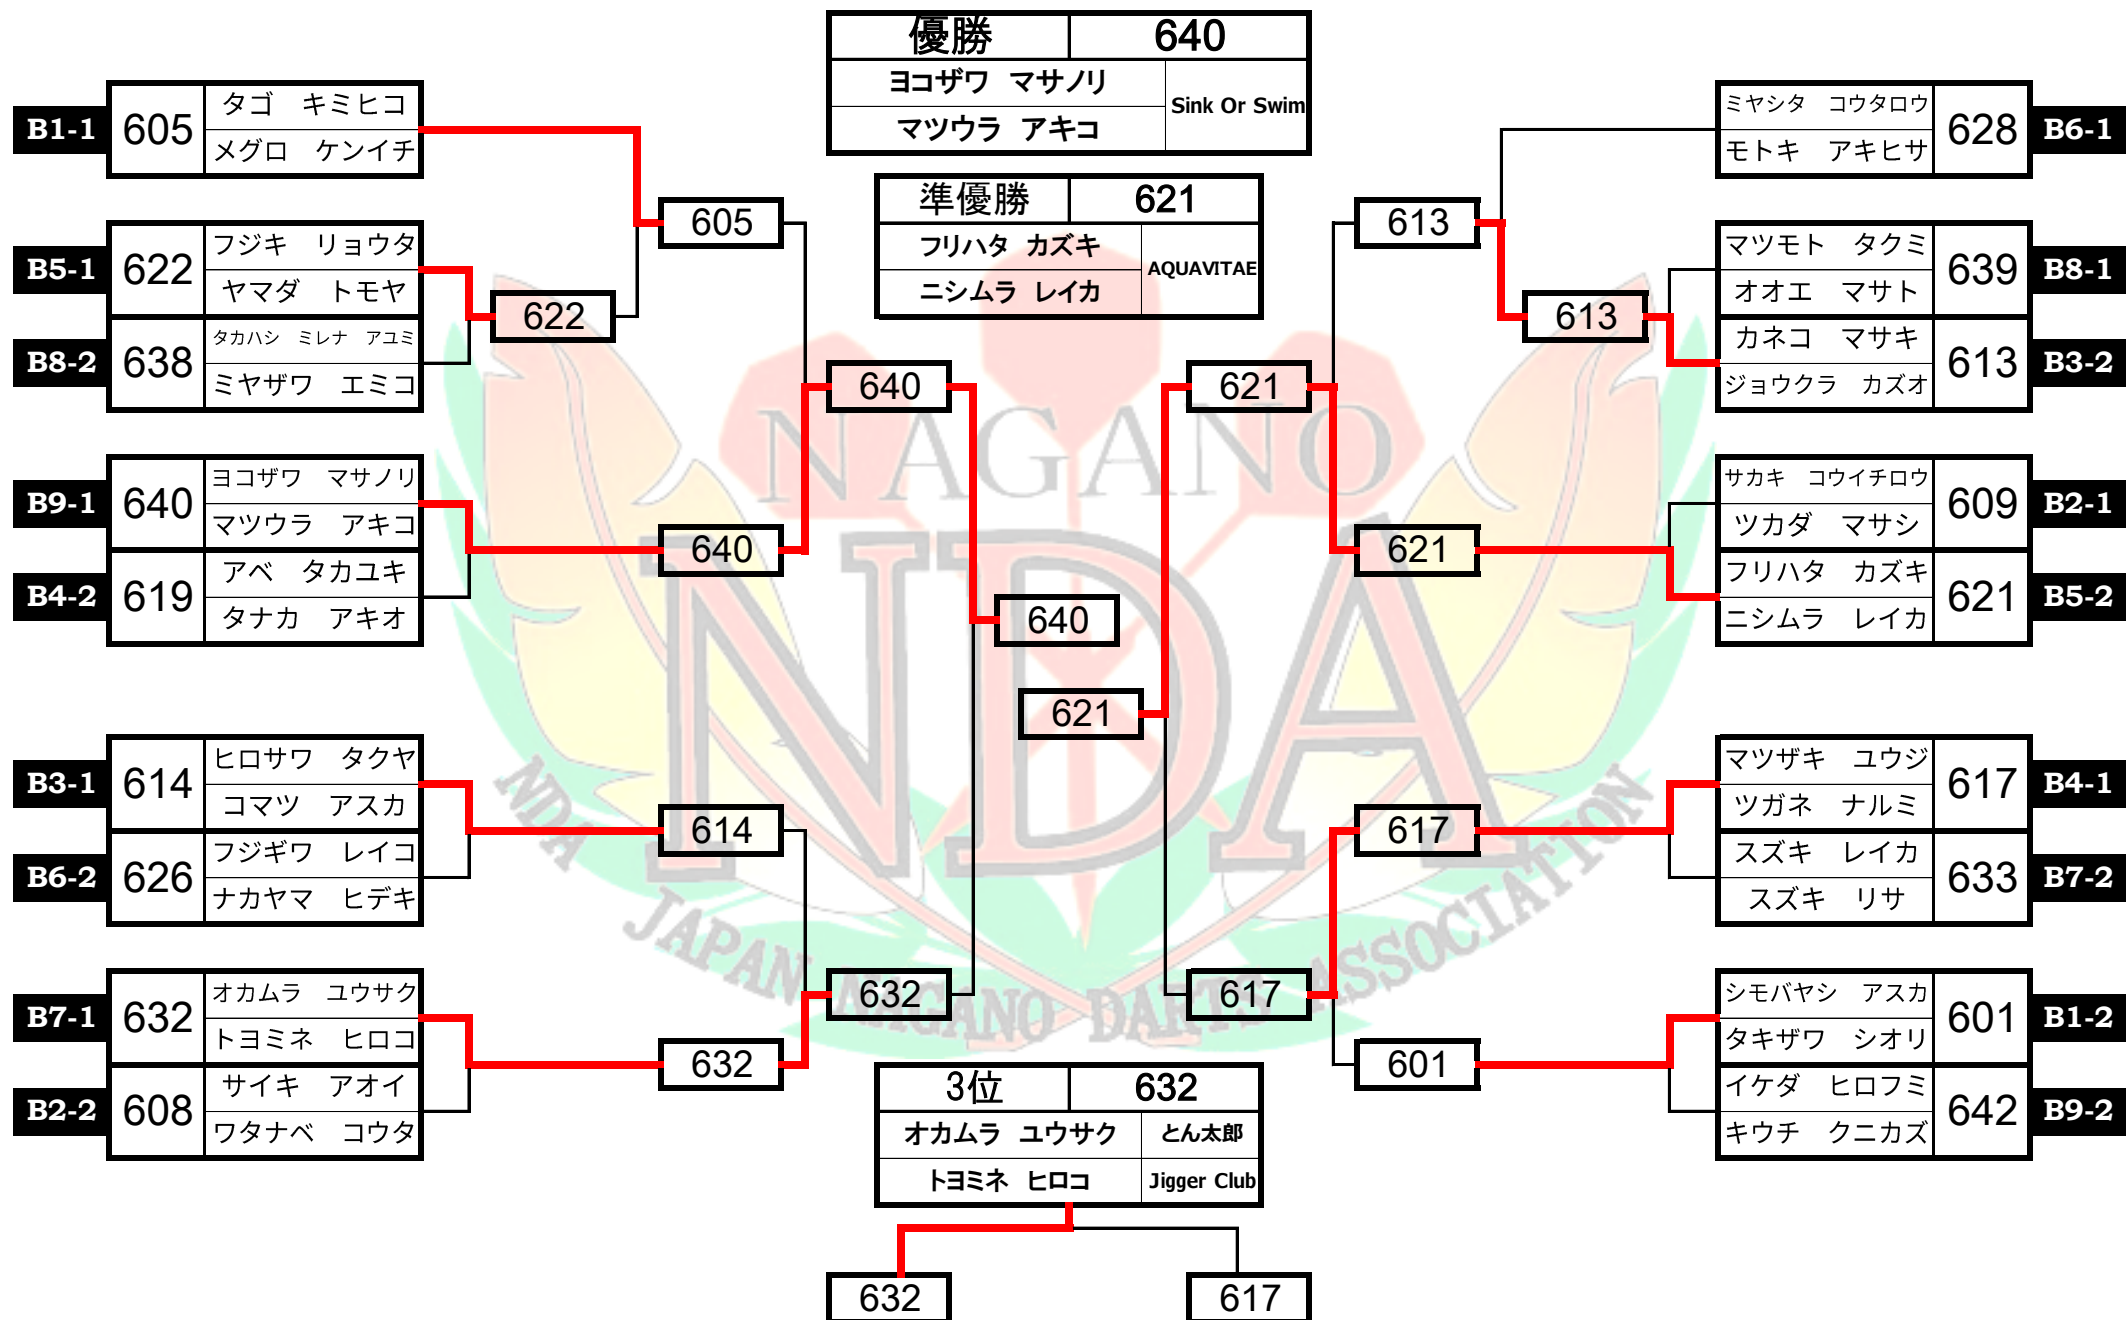 優勝 640
ヨコザワ マサノリ
マツウラ アキコ
Sink Or Swim
準優勝 621
フリハタ カズキ
ニシムラ レイカ
AQUAVITAE
B1-1 605 タゴ キミヒコ
メグロ ケンイチ
B5-1 622 フジキ リョウタ
ヤマダ トモヤ
B8-2 638 タカハシ ミレナ アユミ
ミヤザワ エミコ
B9-1 640 ヨコザワ マサノリ
マツウラ アキコ
B4-2 619 アベ タカユキ
タナカ アキオ
B3-1 614 ヒロサワ タクヤ
コマツ アスカ
B6-2 626 フジギワ レイコ
ナカヤマ ヒデキ
B7-1 632 オカムラ ユウサク
トヨミネ ヒロコ
B2-2 608 サイキ アオイ
ワタナベ コウタ
605
622
640
640
614
632
632
640
621
613
613
621
621
617
617
601
ミヤシタ コウタロウ 628 B6-1
モトキ アキヒサ
マツモト タクミ 639 B8-1
オオエ マサト
カネコ マサキ 613 B3-2
ジョウクラ カズオ
サカキ コウイチロウ 609 B2-1
ツカダ マサシ
フリハタ カズキ 621 B5-2
ニシムラ レイカ
マツザキ ユウジ 617 B4-1
ツガネ ナルミ
スズキ レイカ 633 B7-2
スズキ リサ
シモバヤシ アスカ 601 B1-2
タキザワ シオリ
イケダ ヒロフミ 642 B9-2
キウチ クニカズ
NAGANO
NDA
NDA JAPAN NAGANO DARTS ASSOCIATION
3位 632
オカムラ ユウサク とん太郎
トヨミネ ヒロコ Jigger Club
632 617